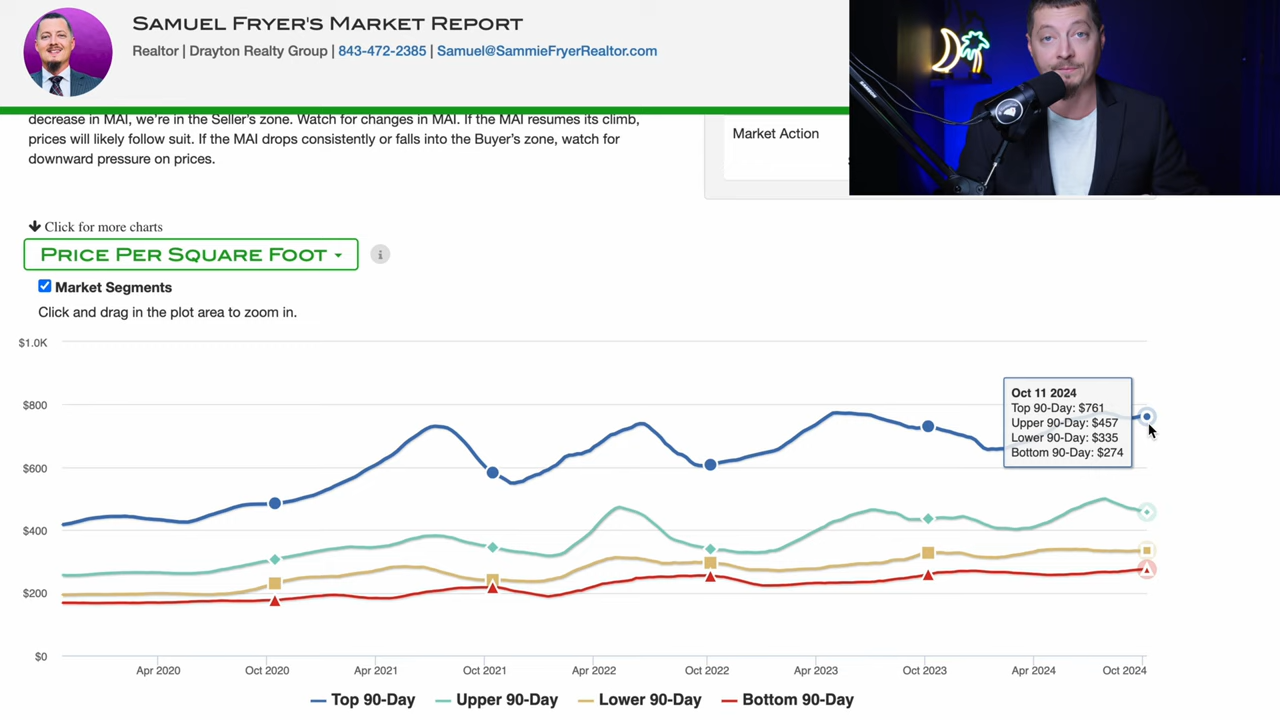 SAMUEL FRYER'S MARKET REPORT
Realtor | Drayton Realty Group | 843-472-2385 | Samuel@SammieFryerRealtor.com
decrease in MAI, we're in the Seller's zone. Watch for changes in MAI. If the MAI resumes its climb,
prices will likely follow suit. If the MAI drops consistently or falls into the Buyer's zone, watch for
downward pressure on prices.
Market Action
Click for more charts
PRICE PER SQUARE FOOT
i
Market Segments
Click and drag in the plot area to zoom in.
$1.0K
$800
$600
$400
$200
$0
Oct 11 2024
Top 90-Day: $761
Upper 90-Day: $457
Lower 90-Day: $335
Bottom 90-Day: $274
Apr 2020 Oct 2020 Apr 2021 Oct 2021 Apr 2022 Oct 2022 Apr 2023 Oct 2023 Apr 2024 Oct 2024
Top 90-Day Upper 90-Day Lower 90-Day Bottom 90-Day